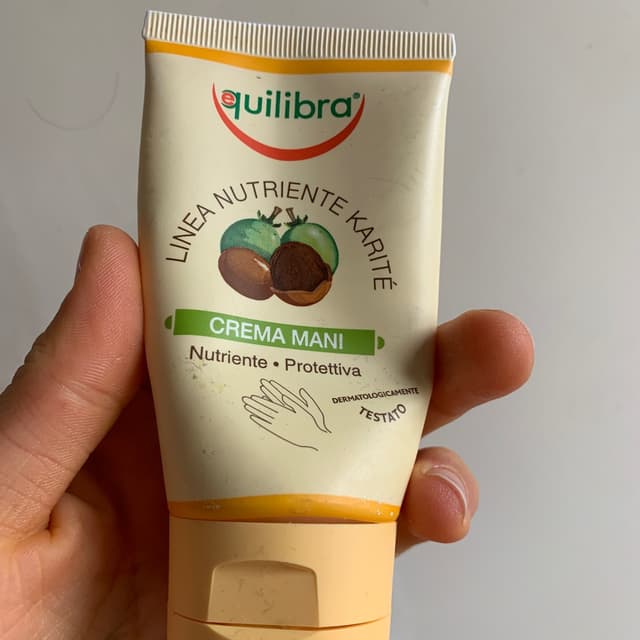 equilibra®
LINEA NUTRIENTE KARITÉ
CREMA MANI
Nutriente • Protettiva
DERMATOLOGICAMENTE
TESTATO